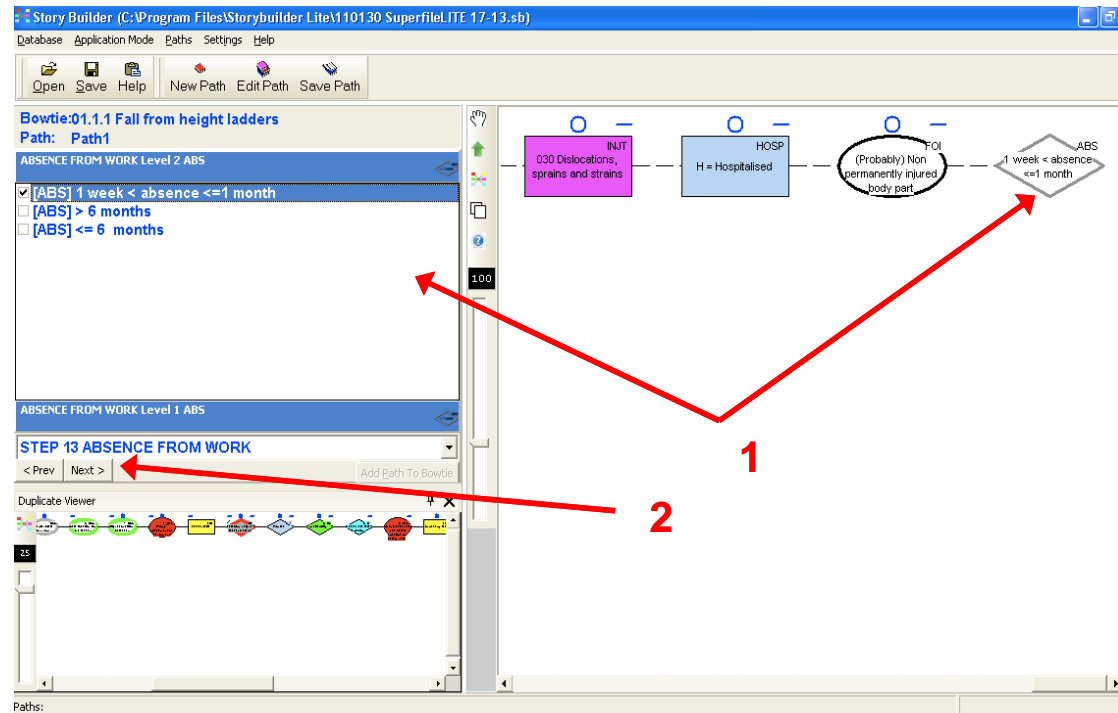 Story Builder (C:\Program Files\Storybuilder Lite\110130 SuperfileLITE 17-13.sb)
Database Application Mode Paths Settings Help
Open Save Help New Path Edit Path Save Path
Bowtie:01.1.1 Fall from height ladders
Path: Path1
ABSENCE FROM WORK Level 2 ABS
[ABS] 1 week < absence <=1 month
[ABS] > 6 months
[ABS] <= 6 months
ABSENCE FROM WORK Level 1 ABS
STEP 13 ABSENCE FROM WORK
< Prev Next > Add Path To Bowtie
Duplicate Viewer
25
Paths:
100
INJT
030 Dislocations,
sprains and strains
HOSP
H = Hospitalised
FOI
(Probably) Non
permanently injured
body part
ABS
1 week < absence
<=1 month
1
2